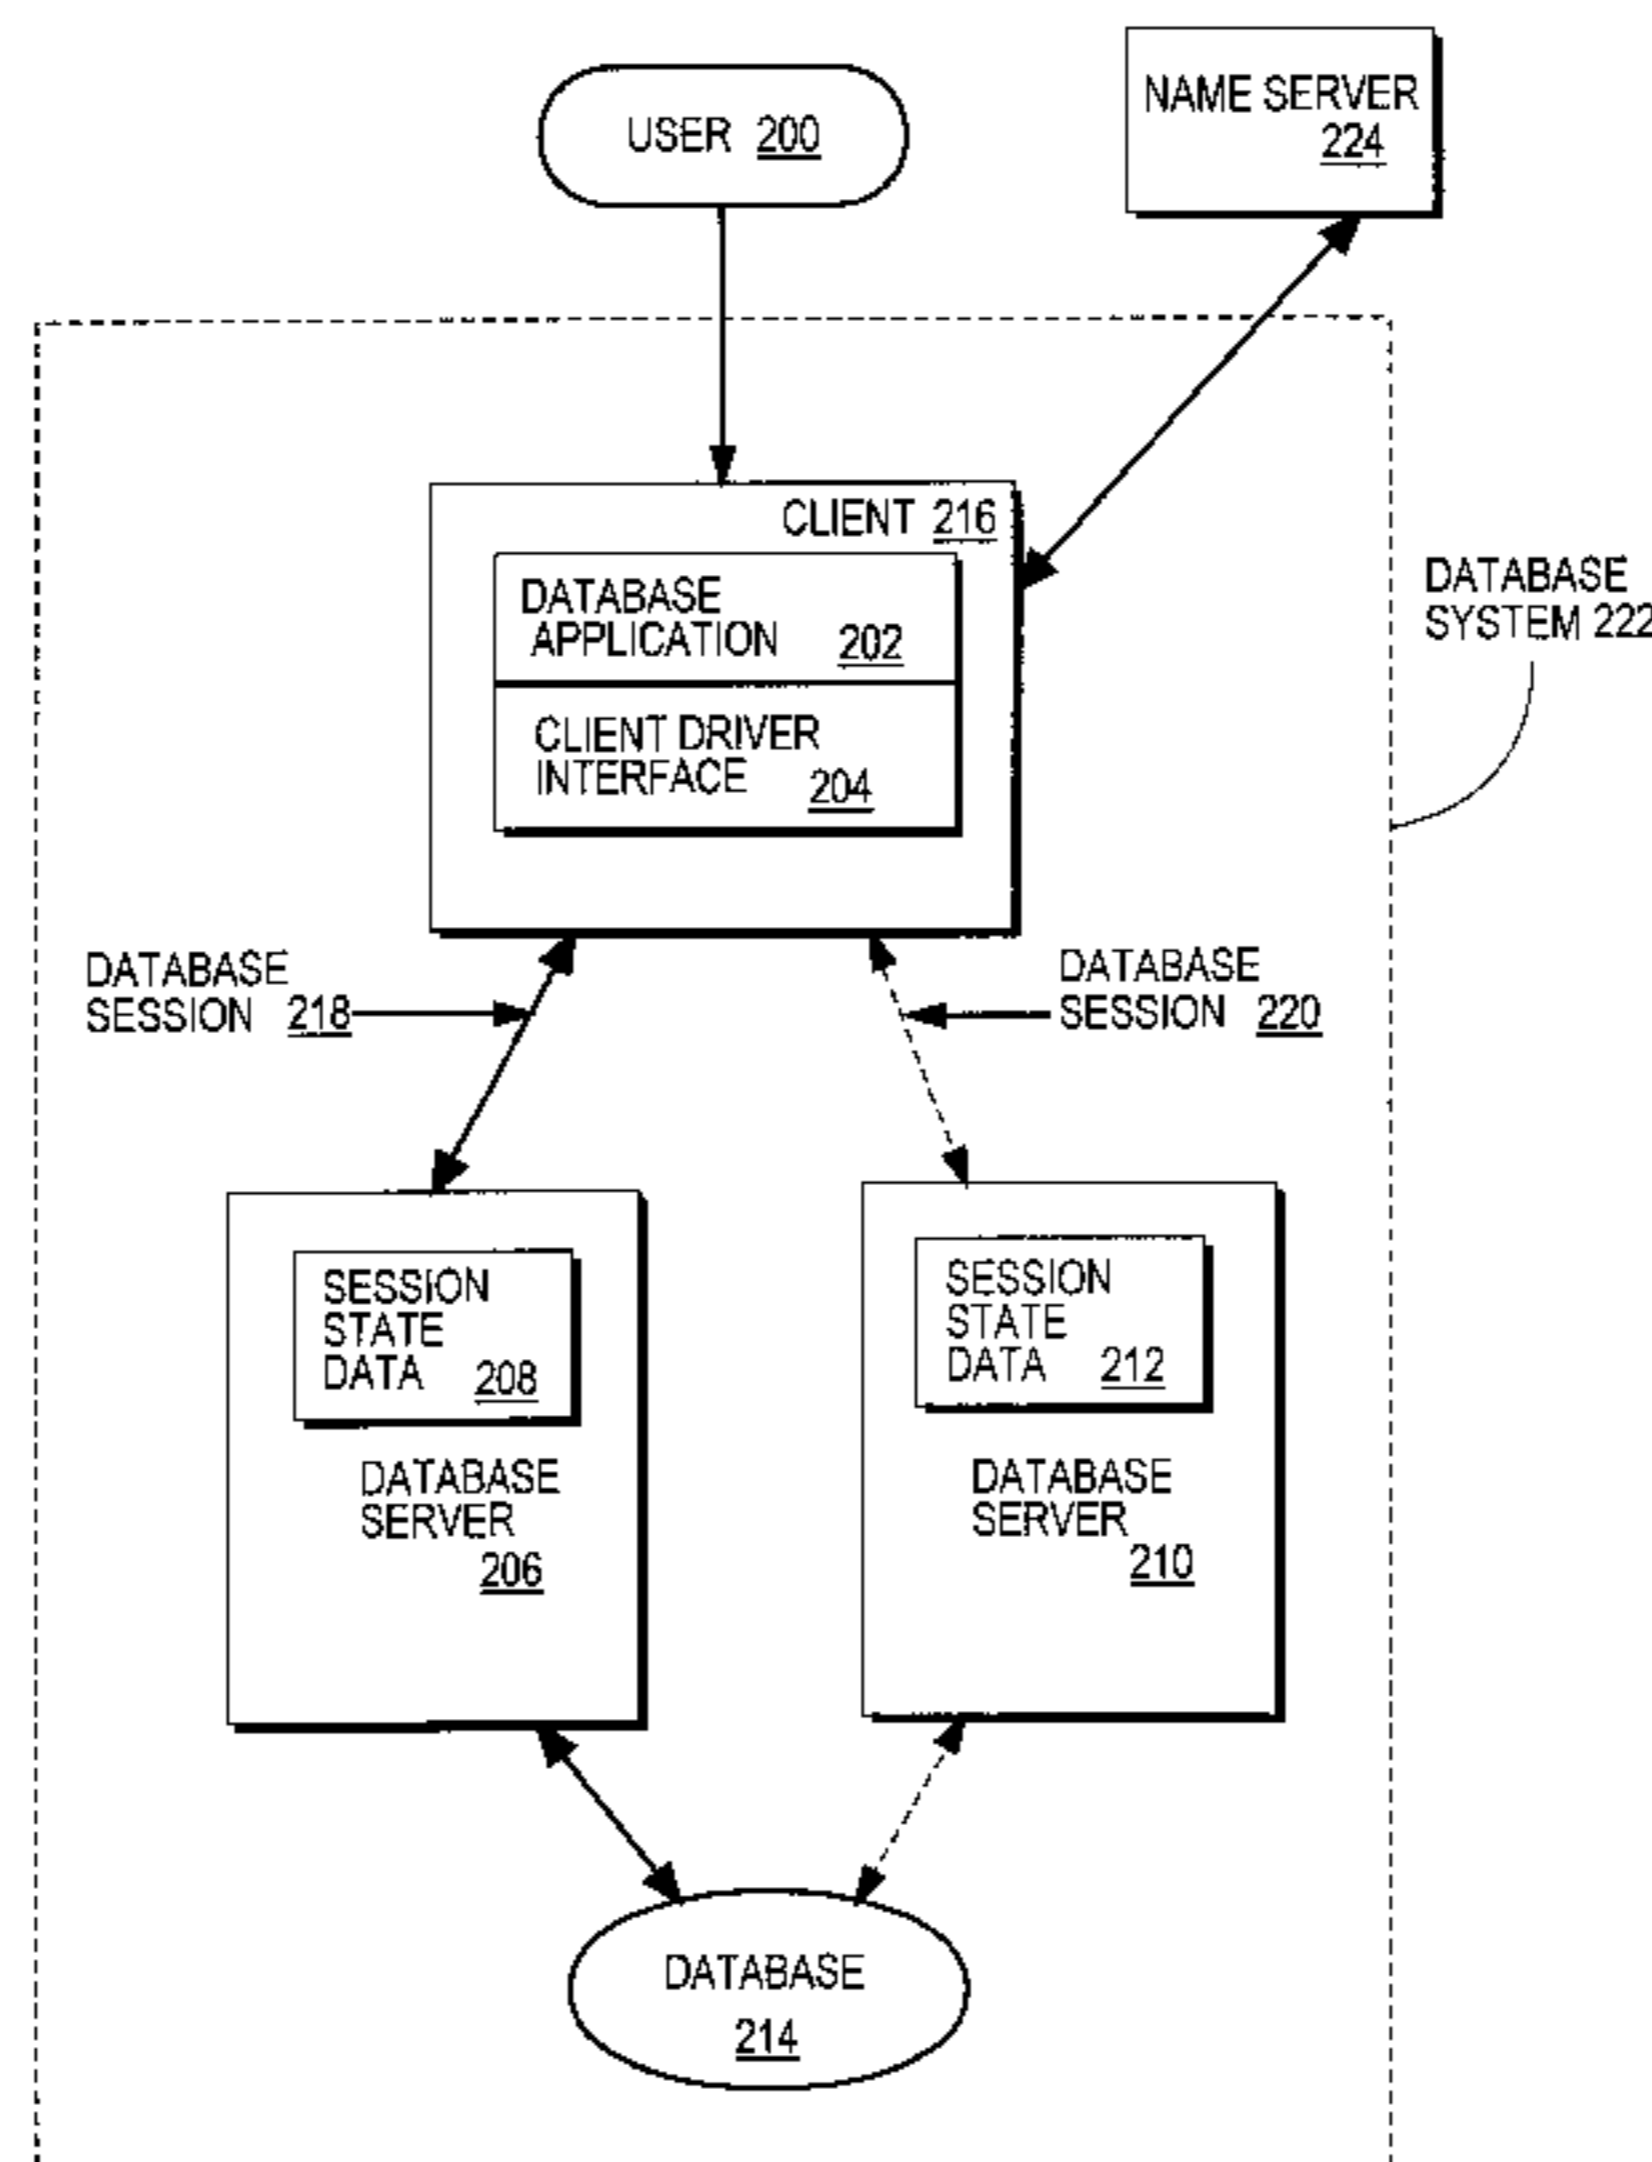 USER 200
NAME SERVER
224
CLIENT 216
DATABASE
APPLICATION 202
CLIENT DRIVER
INTERFACE 204
DATABASE
SYSTEM 222
DATABASE
SESSION 218
DATABASE
SESSION 220
SESSION
STATE
DATA 208
DATABASE
SERVER
206
SESSION
STATE
DATA 212
DATABASE
SERVER
210
DATABASE
214